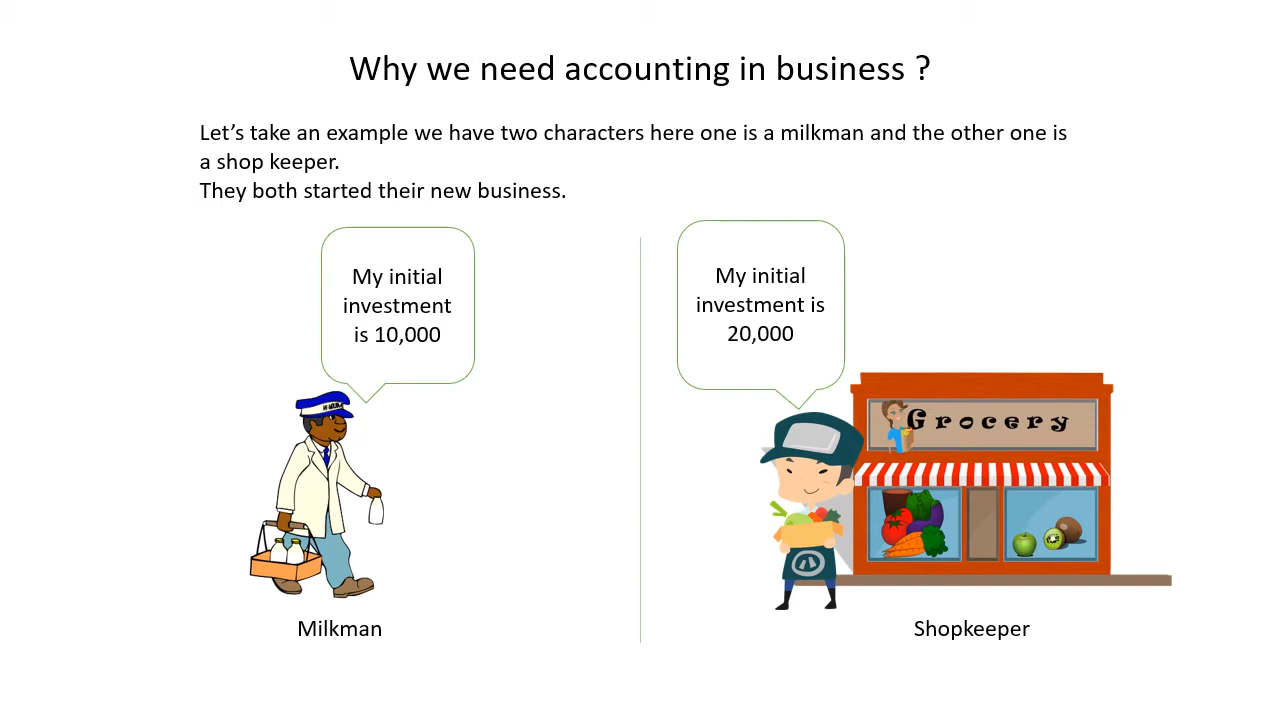 Why we need accounting in business ?
Let’s take an example we have two characters here one is a milkman and the other one is
a shop keeper.
They both started their new business.
My initial
investment
is 10,000
My initial
investment is
20,000
Grocery
Milkman
Shopkeeper